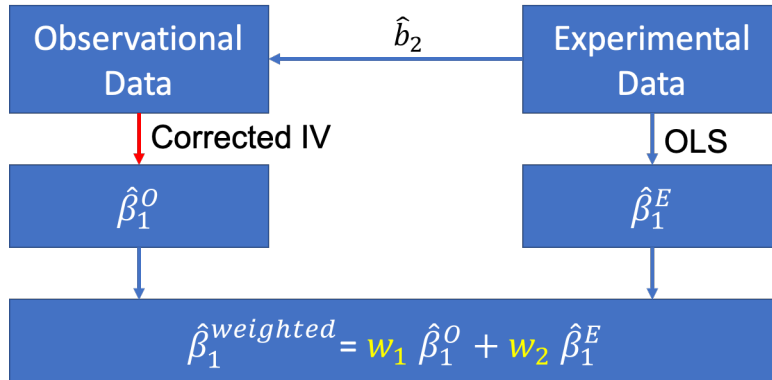 Observational Data
b̂₂
Experimental Data
Corrected IV
OLS
β̂₁ᴼ
β̂₁ᴱ
β̂₁ʷᵉⁱᵍʰᵗᵉᵈ = w₁ β̂₁ᴼ + w₂ β̂₁ᴱ